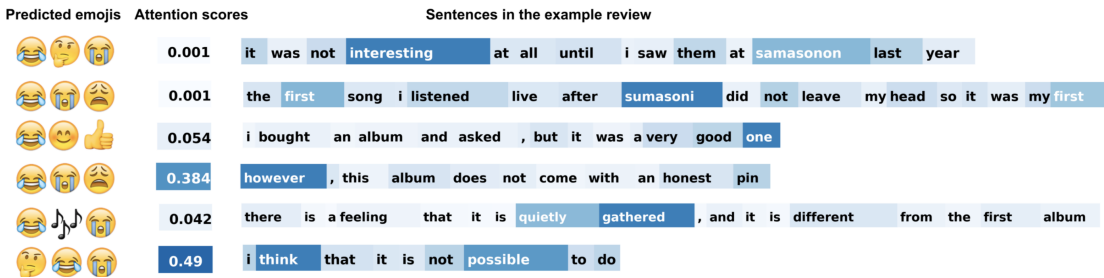 Predicted emojis Attention scores Sentences in the example review
0.001 it was not interesting at all until i saw them at samasonon last year
0.001 the first song i listened live after sumasoni did not leave my head so it was my first
0.054 i bought an album and asked , but it was a very good one
0.384 however , this album does not come with an honest pin
0.042 there is a feeling that it is quietly gathered , and it is different from the first album
0.49 i think that it is not possible to do